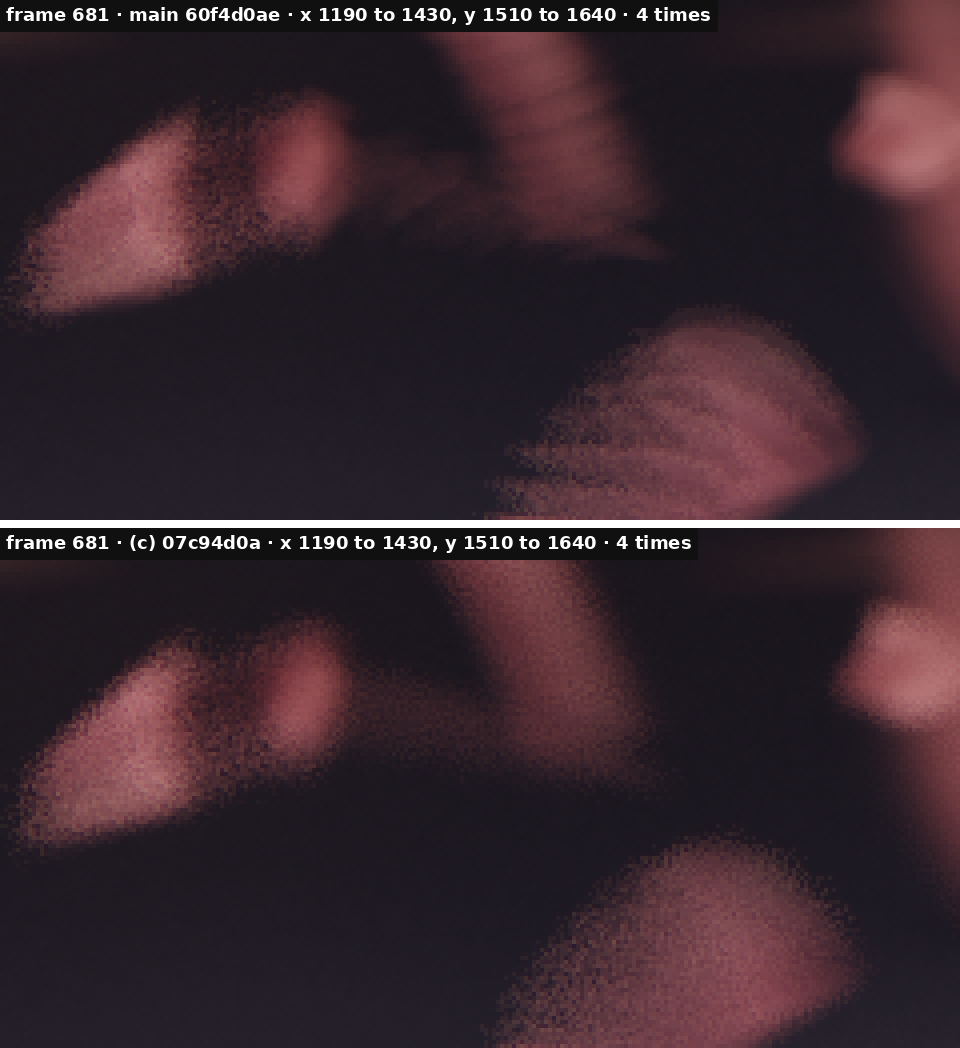 frame 681 · main 60f4d0ae · x 1190 to 1430, y 1510 to 1640 · 4 times
frame 681 · (c) 07c94d0a · x 1190 to 1430, y 1510 to 1640 · 4 times